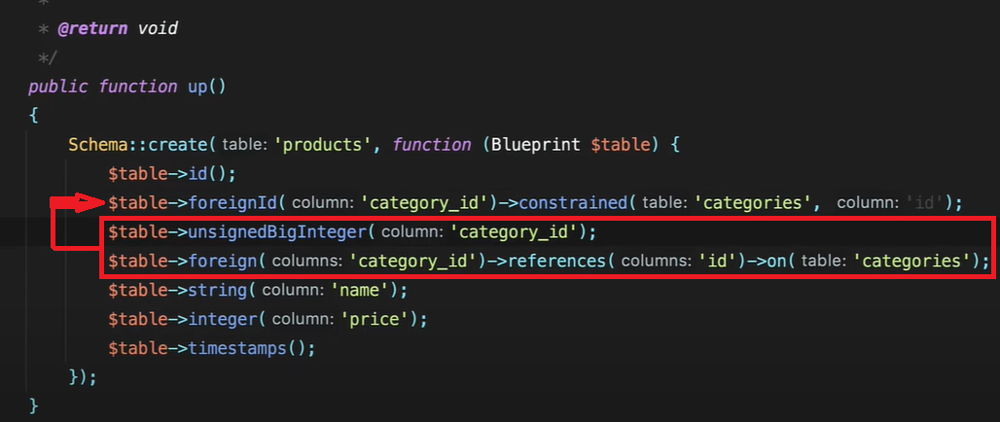 *
* @return void
*/
public function up()
{
Schema::create( table: 'products', function (Blueprint $table) {
$table->id();
$table->foreignId( column: 'category_id')->constrained( table: 'categories', column: 'id');
$table->unsignedBigInteger( column: 'category_id');
$table->foreign( columns: 'category_id')->references( columns: 'id')->on( table: 'categories');
$table->string( column: 'name');
$table->integer( column: 'price');
$table->timestamps();
});
}